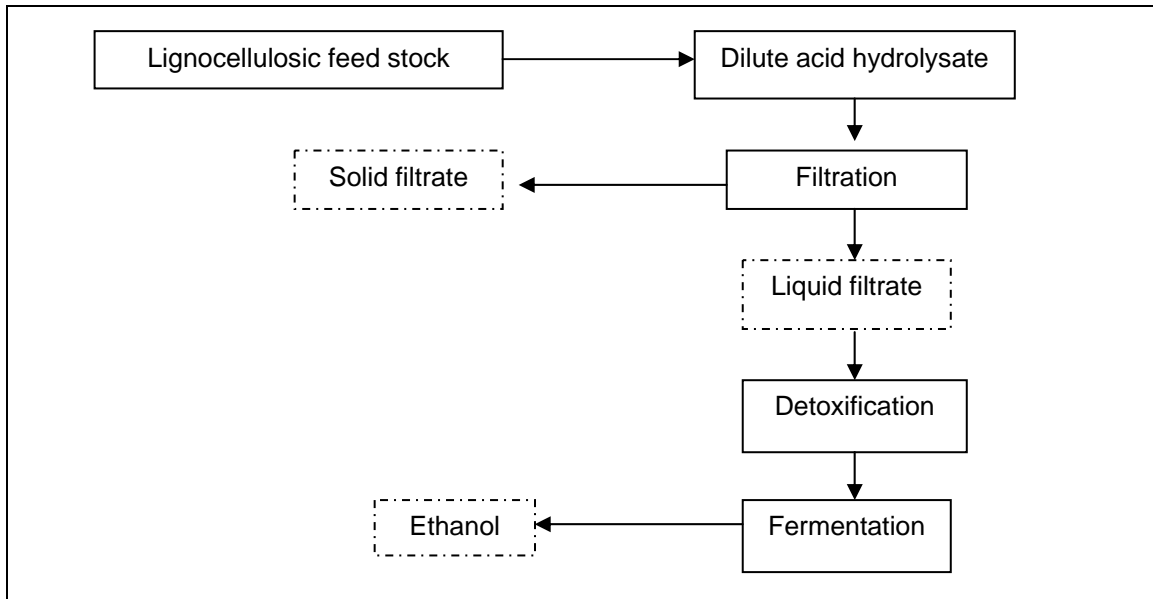 Lignocellulosic feed stock
Dilute acid hydrolysate
Solid filtrate
Filtration
Liquid filtrate
Detoxification
Ethanol
Fermentation